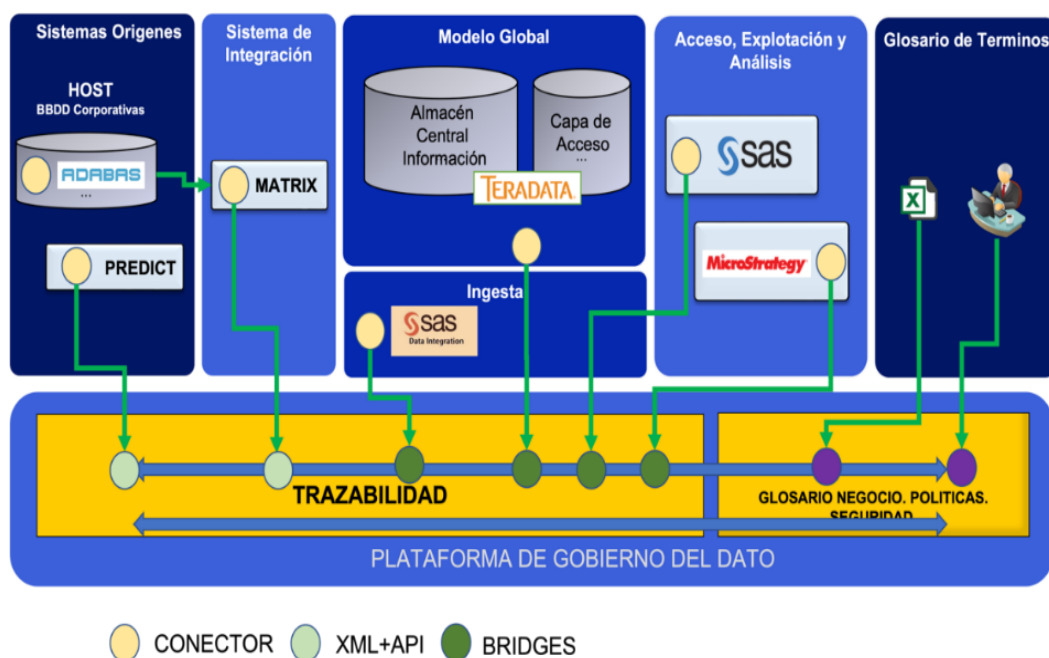 Sistemas Origenes
HOST
BBDD Corporativas
ADABAS
...
PREDICT
Sistema de
Integración
MATRIX
Modelo Global
Almacén
Central
Información
Capa de
Acceso
...
TERADATA
Ingesta
sas
Data Integration
Acceso, Explotación y
Análisis
sas
MicroStrategy
Glosario de Terminos
X
TRAZABILIDAD
GLOSARIO NEGOCIO. POLITICAS.
SEGURIDAD
PLATAFORMA DE GOBIERNO DEL DATO
CONECTOR
XML+API
BRIDGES